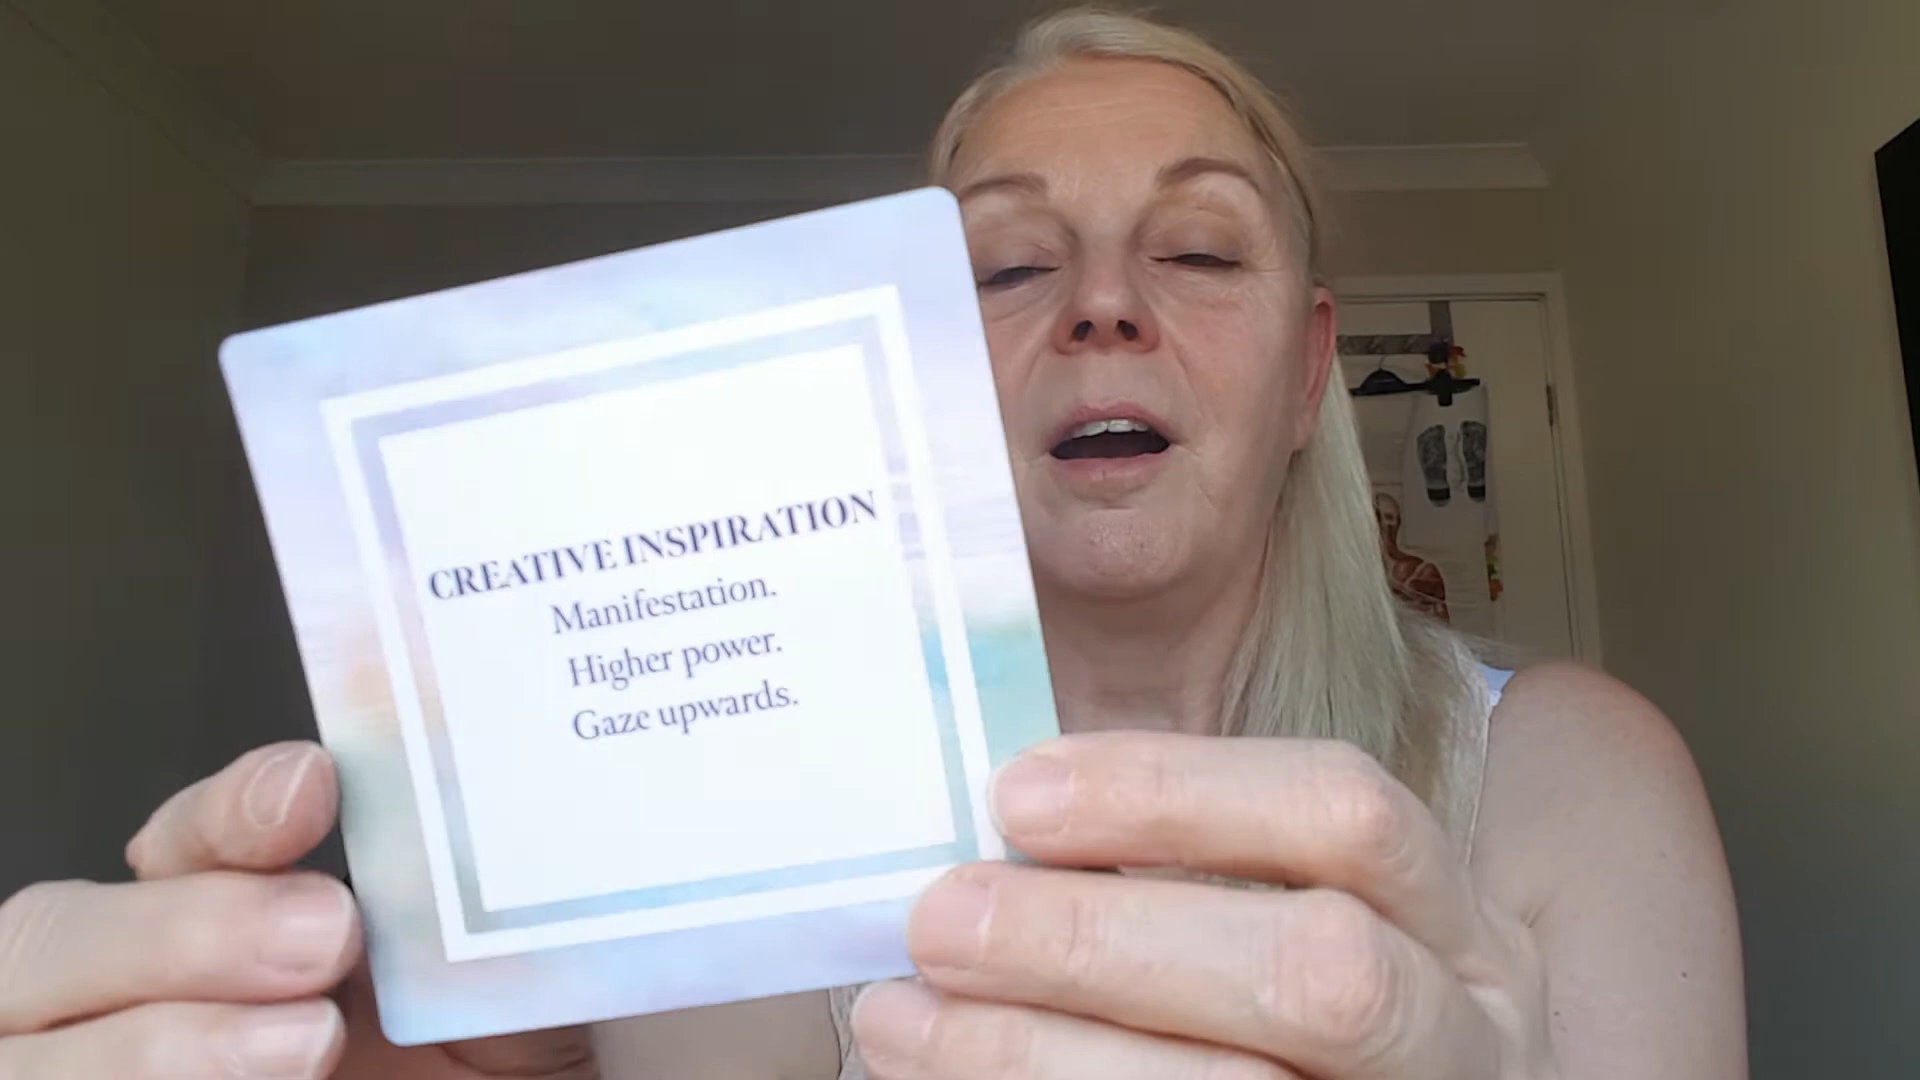 CREATIVE INSPIRATION
Manifestation.
Higher power.
Gaze upwards.